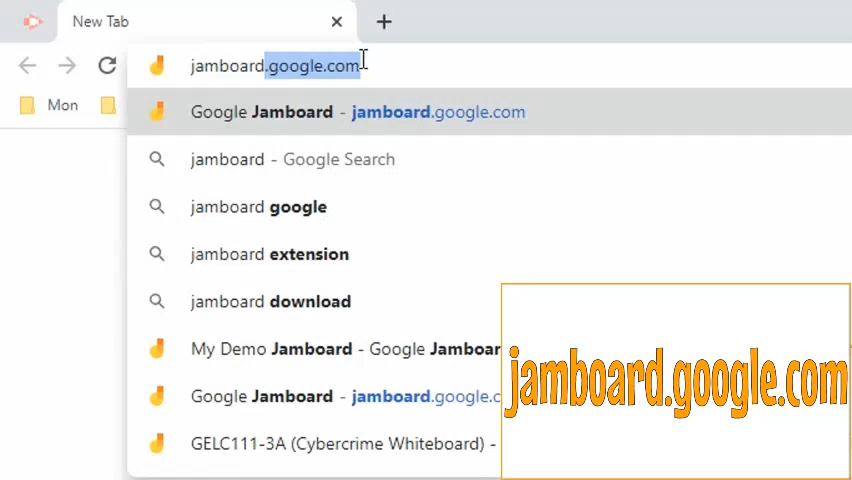 New Tab
jamboard.google.com
Mon
Google Jamboard - jamboard.google.com
jamboard - Google Search
jamboard google
jamboard extension
jamboard download
My Demo Jamboard - Google Jamboar
Google Jamboard - jamboard.google.c
GELC111-3A (Cybercrime Whiteboard) -
jamboard.google.com